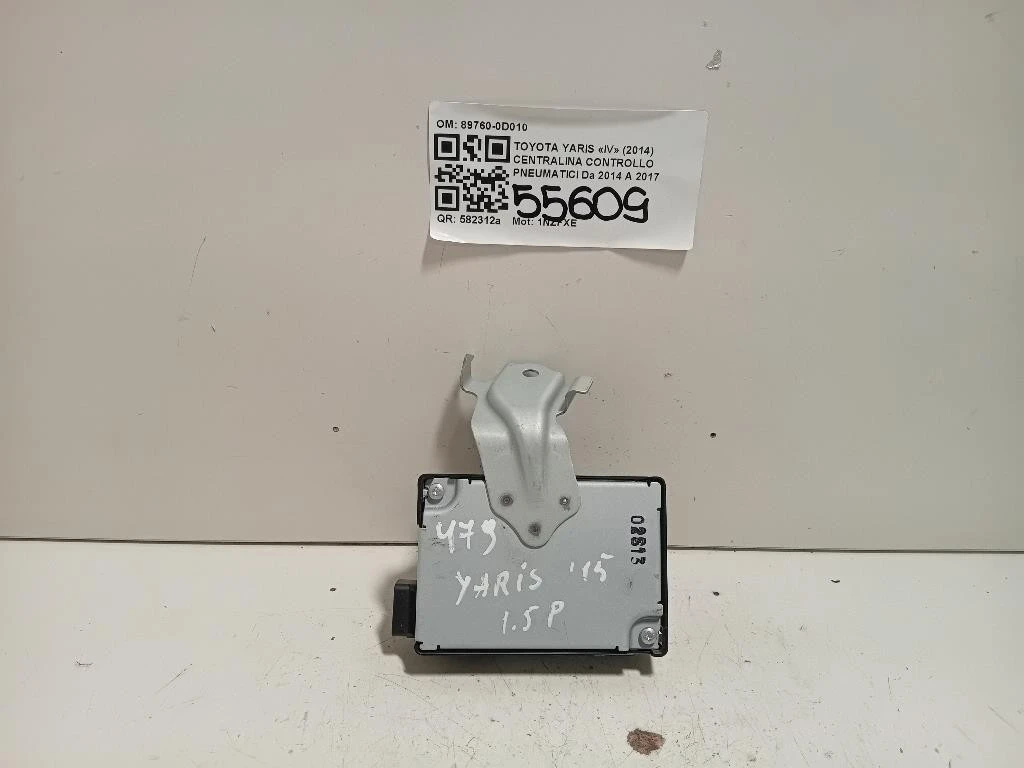 OM: 89760-0D010
TOYOTA YARIS «IV» (2014)
CENTRALINA CONTROLLO
PNEUMATICI Da 2014 A 2017
55609
QR: 582312a
Mot: 1NZFXE
02813
479
YARiS '15
1.5P